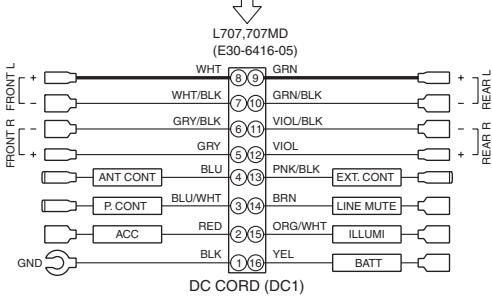 L707,707MD
(E30-6416-05)
FRONT L + WHT 8 9 GRN + REAR L
- WHT/BLK 7 10 GRN/BLK -
FRONT R - GRY/BLK 6 11 VIOL/BLK - REAR R
+ GRY 5 12 VIOL +
ANT CONT BLU 4 13 PNK/BLK EXT. CONT
P. CONT BLU/WHT 3 14 BRN LINE MUTE
ACC RED 2 15 ORG/WHT ILLUMI
GND BLK 1 16 YEL BATT
DC CORD (DC1)